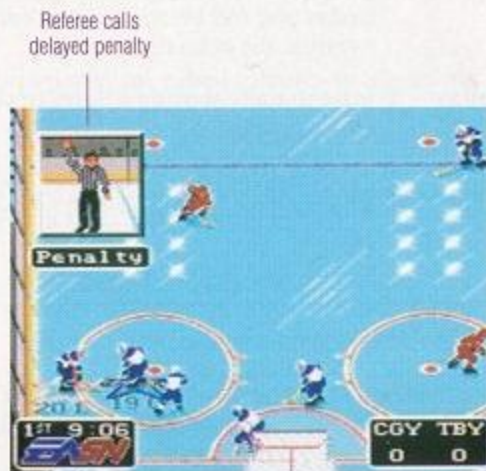 Referee calls
delayed penalty
Penalty
1ST 9:06
EASN
CGY TBY
0 0